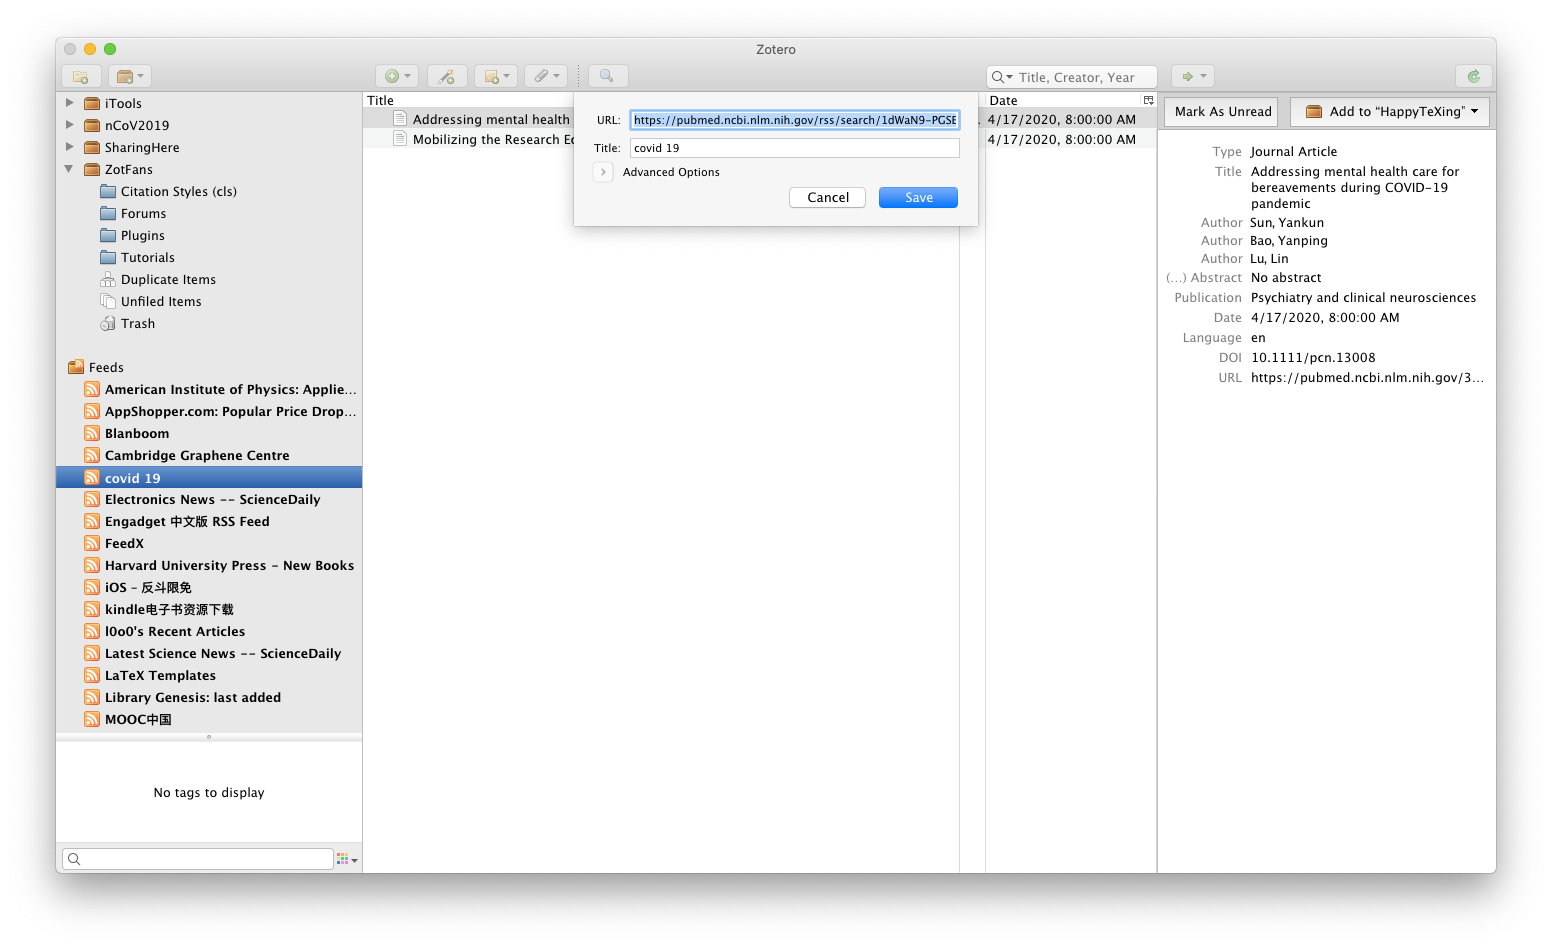 Zotero
Title, Creator, Year
iTools
nCoV2019
SharingHere
ZotFans
Citation Styles (cls)
Forums
Plugins
Tutorials
Duplicate Items
Unfiled Items
Trash
Feeds
American Institute of Physics: Applie...
AppShopper.com: Popular Price Drop...
Blanboom
Cambridge Graphene Centre
covid 19
Electronics News -- ScienceDaily
Engadget 中文版 RSS Feed
FeedX
Harvard University Press - New Books
iOS - 反斗限免
kindle电子书资源下载
l0o0's Recent Articles
Latest Science News -- ScienceDaily
LaTeX Templates
Library Genesis: last added
MOOC中国
No tags to display
Title
Date
Addressing mental health
4/17/2020, 8:00:00 AM
Mobilizing the Research Ec
4/17/2020, 8:00:00 AM
URL: https://pubmed.ncbi.nlm.nih.gov/rss/search/1dWaN9-PGSE
Title: covid 19
Advanced Options
Cancel
Save
Mark As Unread
Add to “HappyTeXing”
Type Journal Article
Title Addressing mental health care for
bereavements during COVID-19
pandemic
Author Sun, Yankun
Author Bao, Yanping
Author Lu, Lin
(...) Abstract No abstract
Publication Psychiatry and clinical neurosciences
Date 4/17/2020, 8:00:00 AM
Language en
DOI 10.1111/pcn.13008
URL https://pubmed.ncbi.nlm.nih.gov/3...